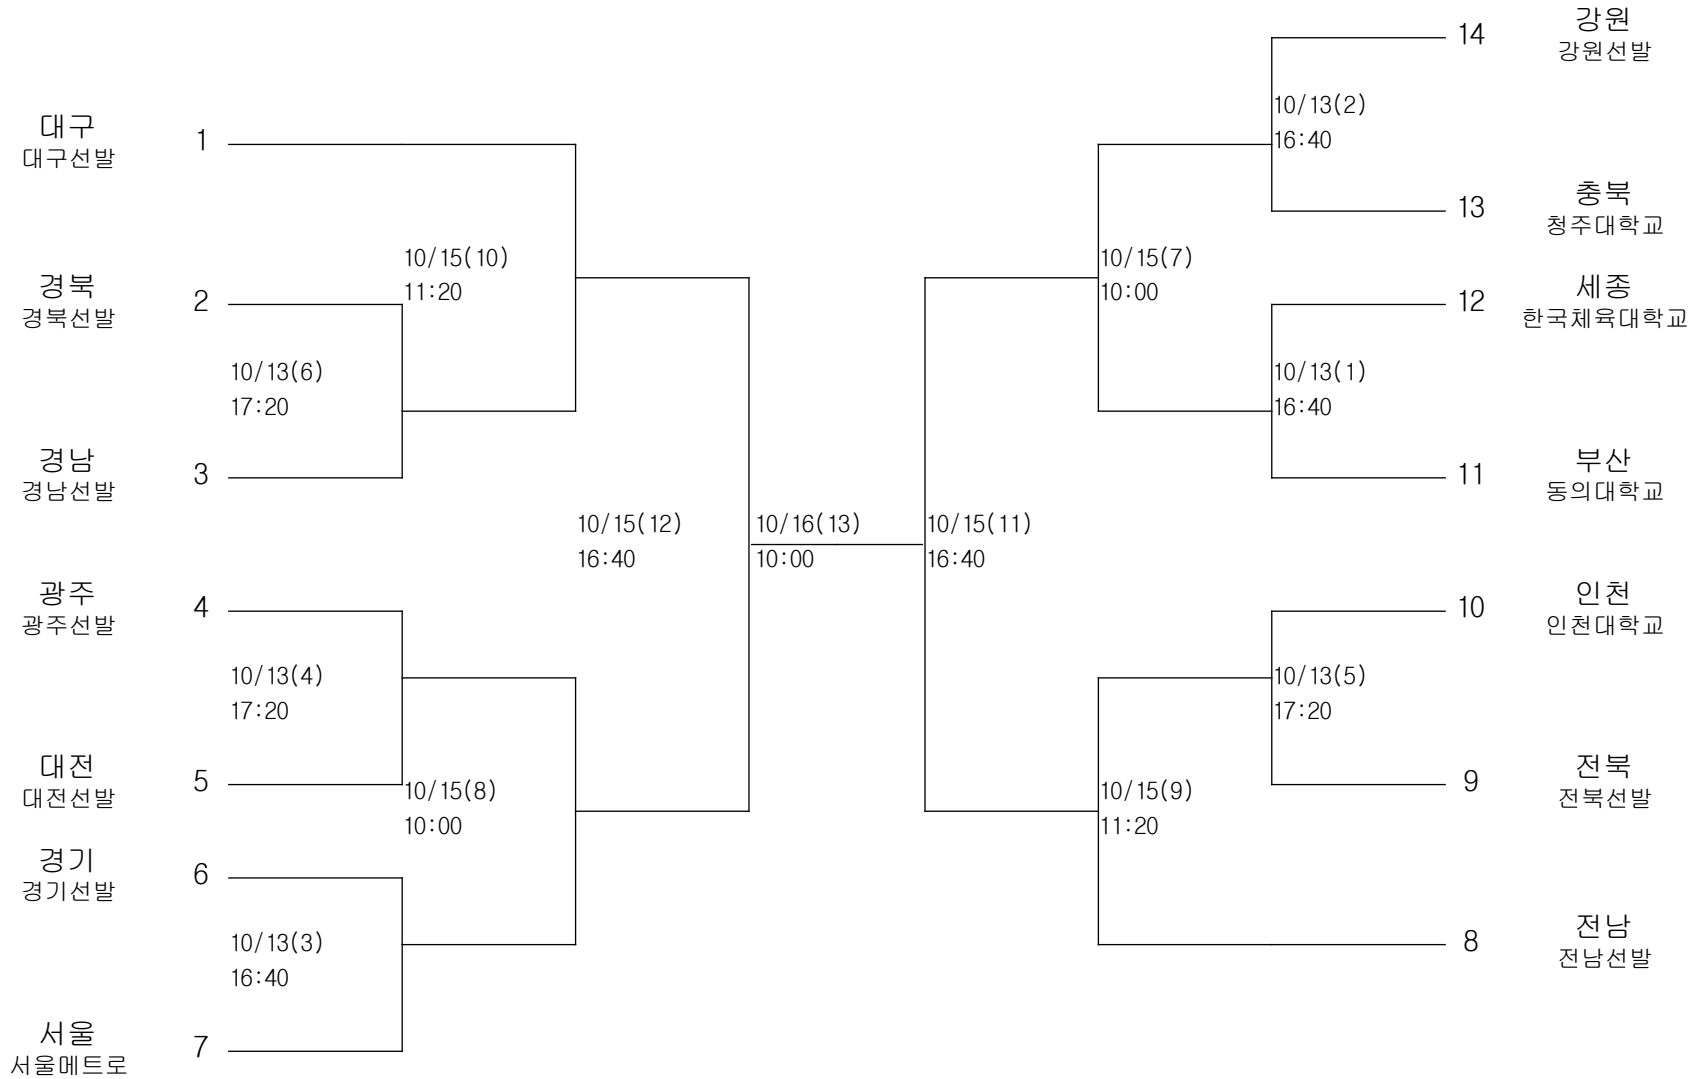 대구
대구선발
1
경북
경북선발
2
10/15(10)
11:20
10/13(6)
17:20
경남
경남선발
3
10/15(12)
16:40
광주
광주선발
4
10/13(4)
17:20
대전
대전선발
5
10/15(8)
10:00
경기
경기선발
6
10/13(3)
16:40
서울
서울메트로
7
10/16(13)
10:00
14
강원
강원선발
10/13(2)
16:40
13
충북
청주대학교
10/15(7)
10:00
12
세종
한국체육대학교
10/13(1)
16:40
11
부산
동의대학교
10/15(11)
16:40
10
인천
인천대학교
10/13(5)
17:20
9
전북
전북선발
10/15(9)
11:20
8
전남
전남선발